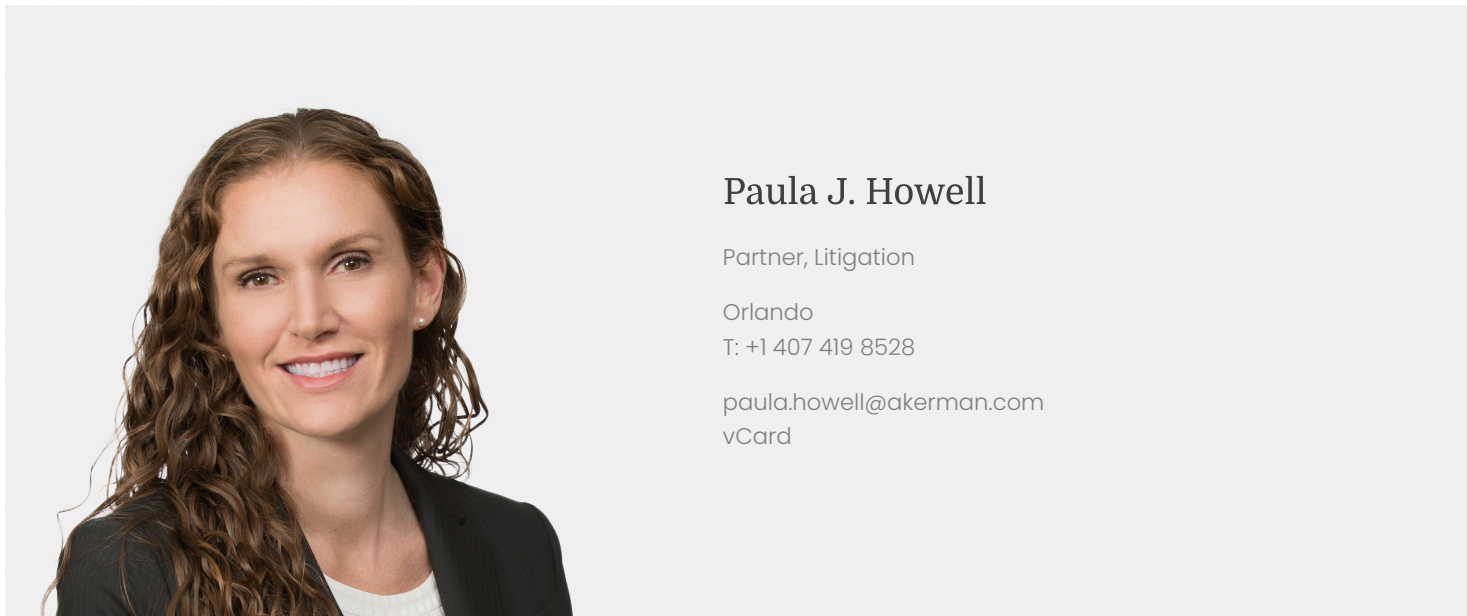 Paula J. Howell
Partner, Litigation
Orlando
T: +1 407 419 8528
paula.howell@akerman.com
vCard